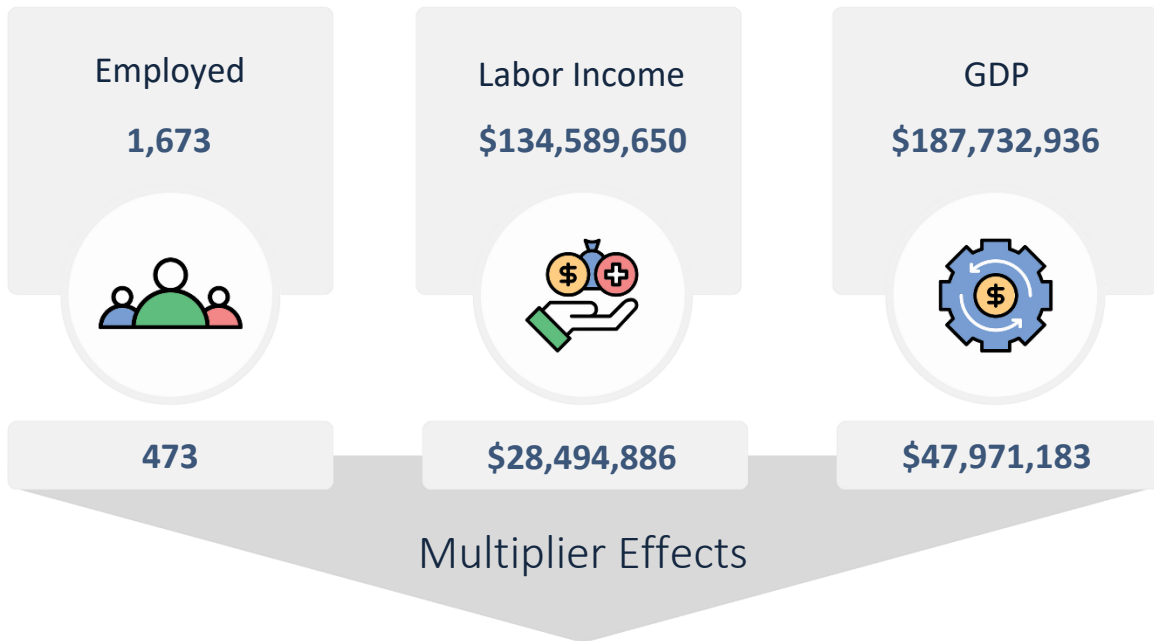 Employed
1,673
Labor Income
$134,589,650
GDP
$187,732,936
$
$
473
$28,494,886
$47,971,183
Multiplier Effects